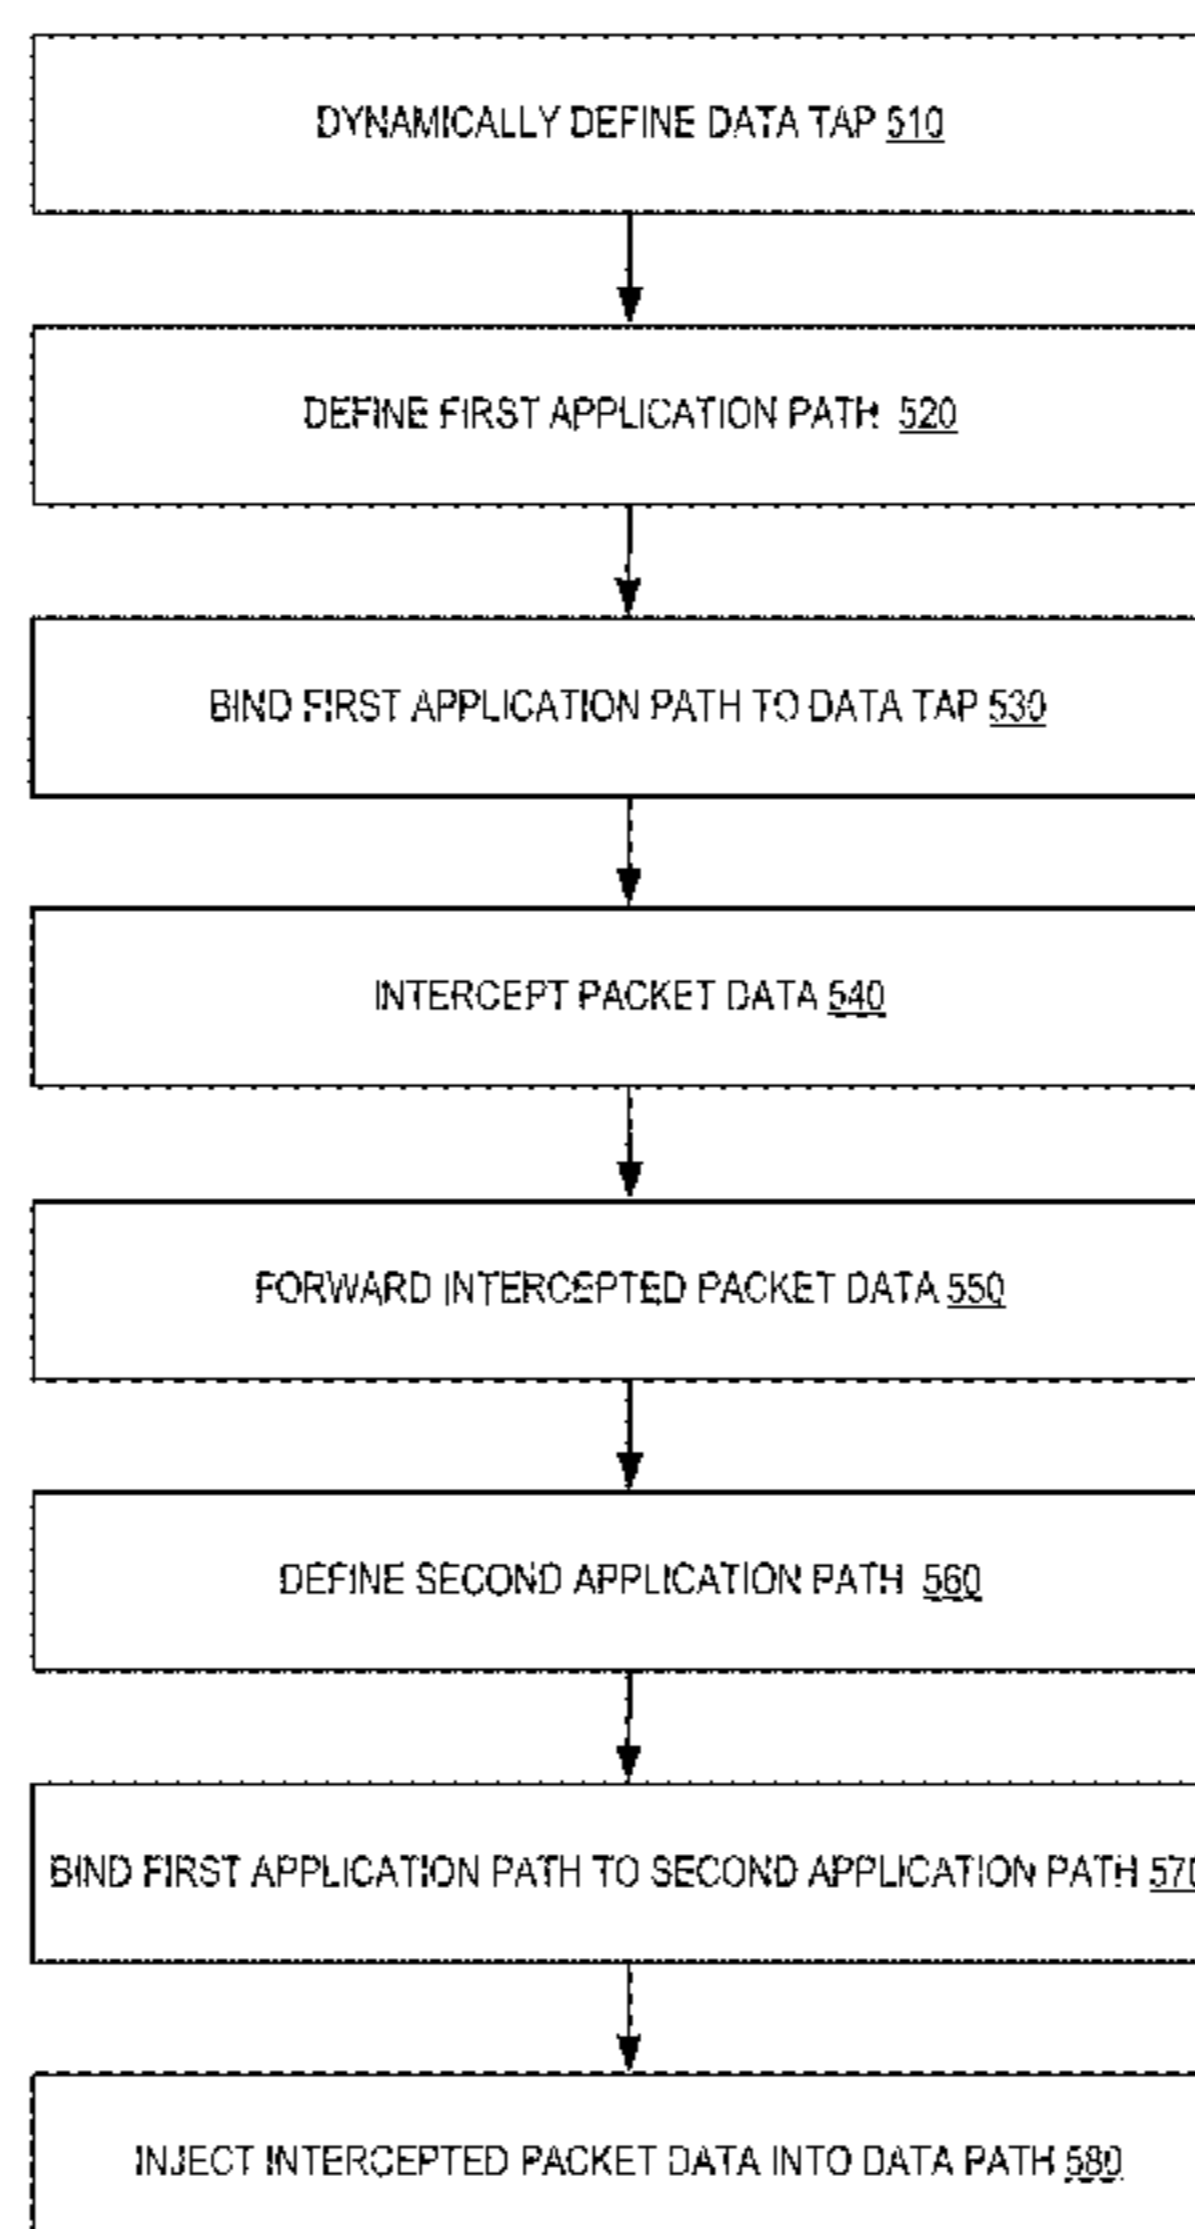 DYNAMICALLY DEFINE DATA TAP 510
DEFINE FIRST APPLICATION PATH 520
BIND FIRST APPLICATION PATH TO DATA TAP 530
INTERCEPT PACKET DATA 540
FORWARD INTERCEPTED PACKET DATA 550
DEFINE SECOND APPLICATION PATH 560
BIND FIRST APPLICATION PATH TO SECOND APPLICATION PATH 570
INJECT INTERCEPTED PACKET DATA INTO DATA PATH 580